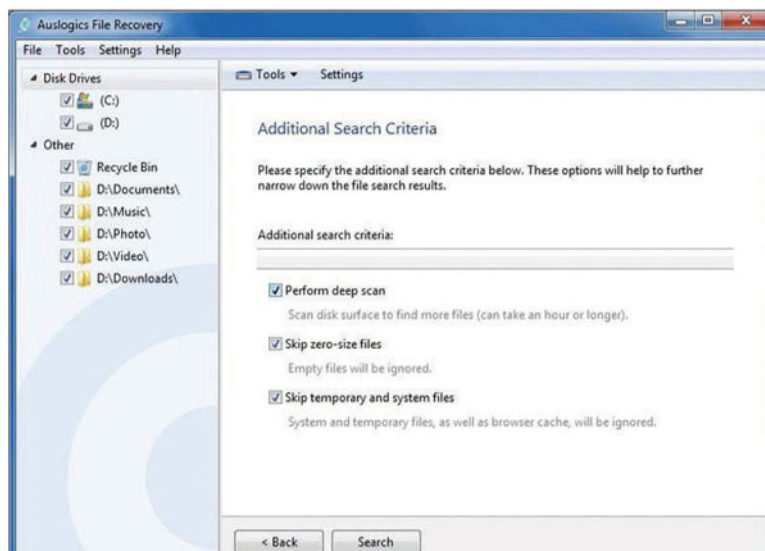 Auslogics File Recovery
File Tools Settings Help
Disk Drives
(C:)
(D:)
Other
Recycle Bin
D:\Documents\
D:\Music\
D:\Photo\
D:\Video\
D:\Downloads\
Tools Settings
Additional Search Criteria
Please specify the additional search criteria below. These options will help to further
narrow down the file search results.
Additional search criteria:
Perform deep scan
Scan disk surface to find more files (can take an hour or longer).
Skip zero-size files
Empty files will be ignored.
Skip temporary and system files
System and temporary files, as well as browser cache, will be ignored.
< Back Search